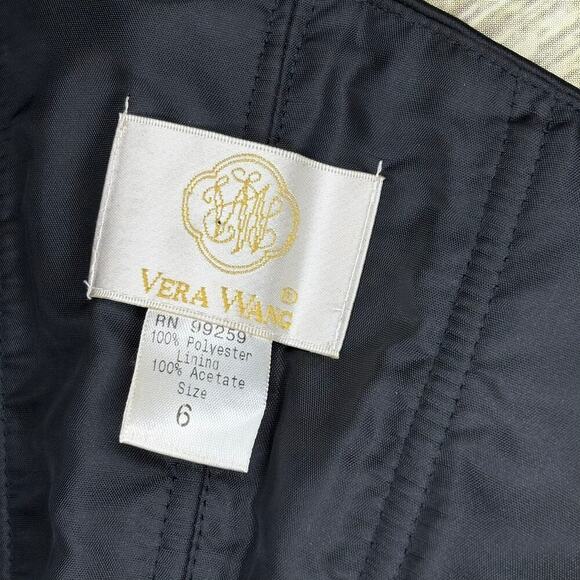 VERA WANG®
RN 99259
100% Polyester
Lining
100% Acetate
Size
6